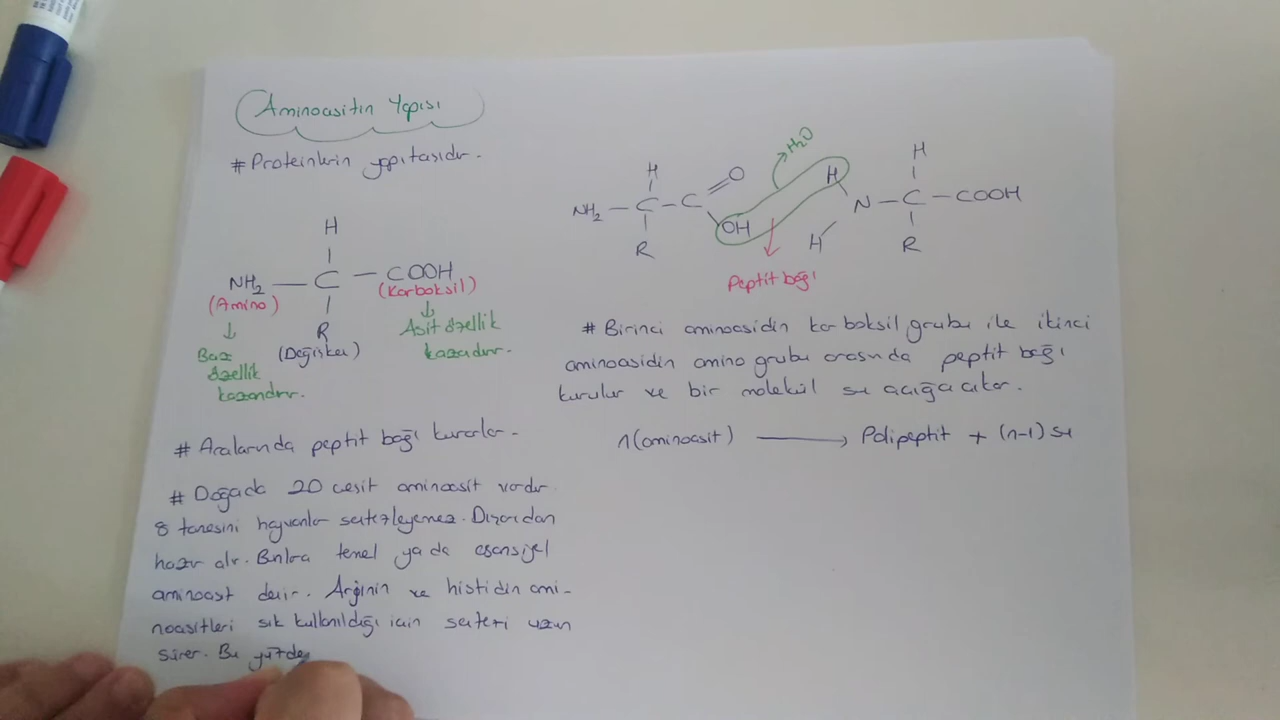 Aminoasitin Yapısı
# Proteinlerin yapıtaşıdır.
H
NH2 — C — COOH
(Amino)
(Karboksil)
R
(Değişken)
Baz
özellik
kazandırır.
Asit özellik
kazandırır.
# Aralarında peptit bağı kurarlar.
# Doğada 20 çeşit aminoasit vardır.
8 tanesini hayvanlar sentezleyemez. Dışarıdan
hazır alır. Bunlara temel ya da esansiyel
aminoasit denir. Arginin ve histidin ami-
noasitleri sık kullanıldığı için sentezi uzun
sürer. Bu yüzden
H2O
H
O
NH2 — C — C
OH
R
H
H
N — C — COOH
H
R
Peptit bağı
# Birinci aminoasidin karboksil grubu ile ikinci
aminoasidin amino grubu arasında peptit bağı
kurulur ve bir molekül su açığa çıkar.
n(aminoasit) → Polipeptit + (n-1) su